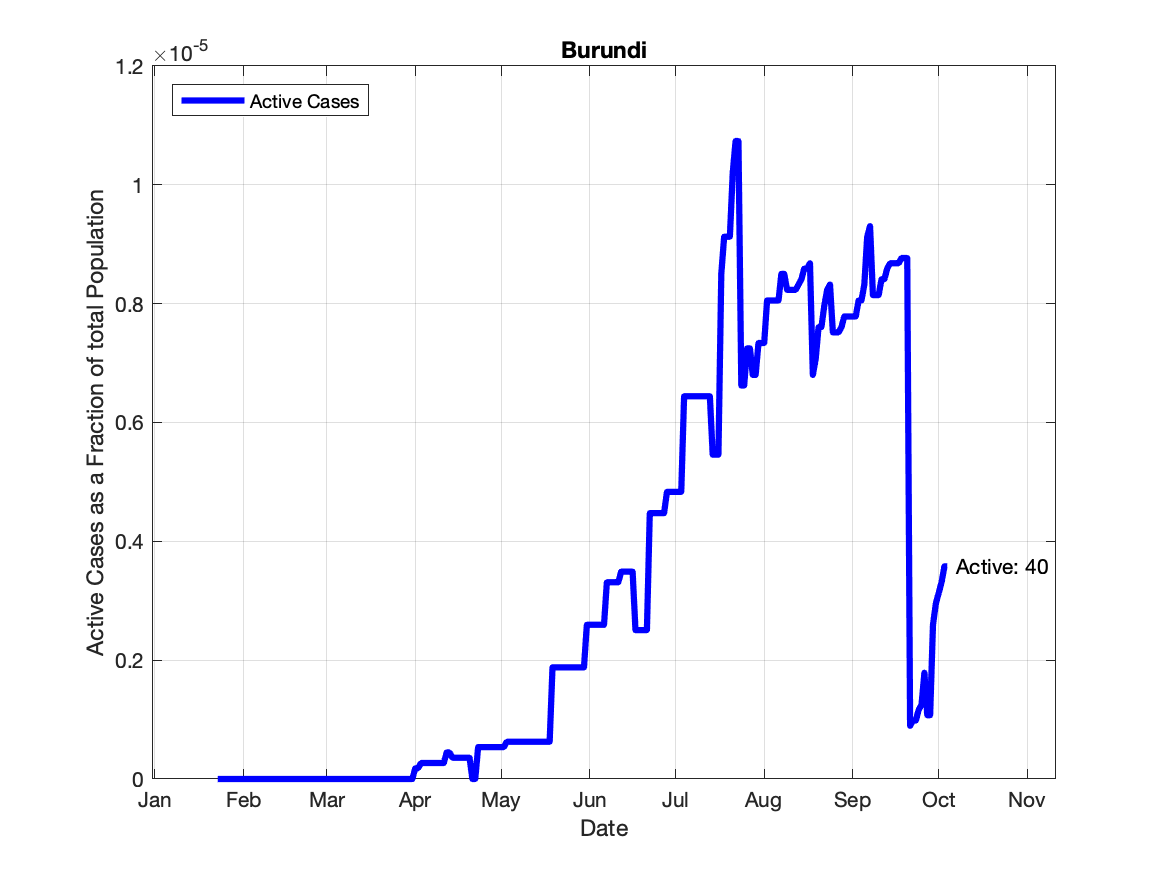 Burundi
×10-5
Active Cases
1.2
1
0.8
0.6
0.4
0.2
0
Active Cases as a Fraction of total Population
Active: 40
Jan Feb Mar Apr May Jun Jul Aug Sep Oct Nov
Date